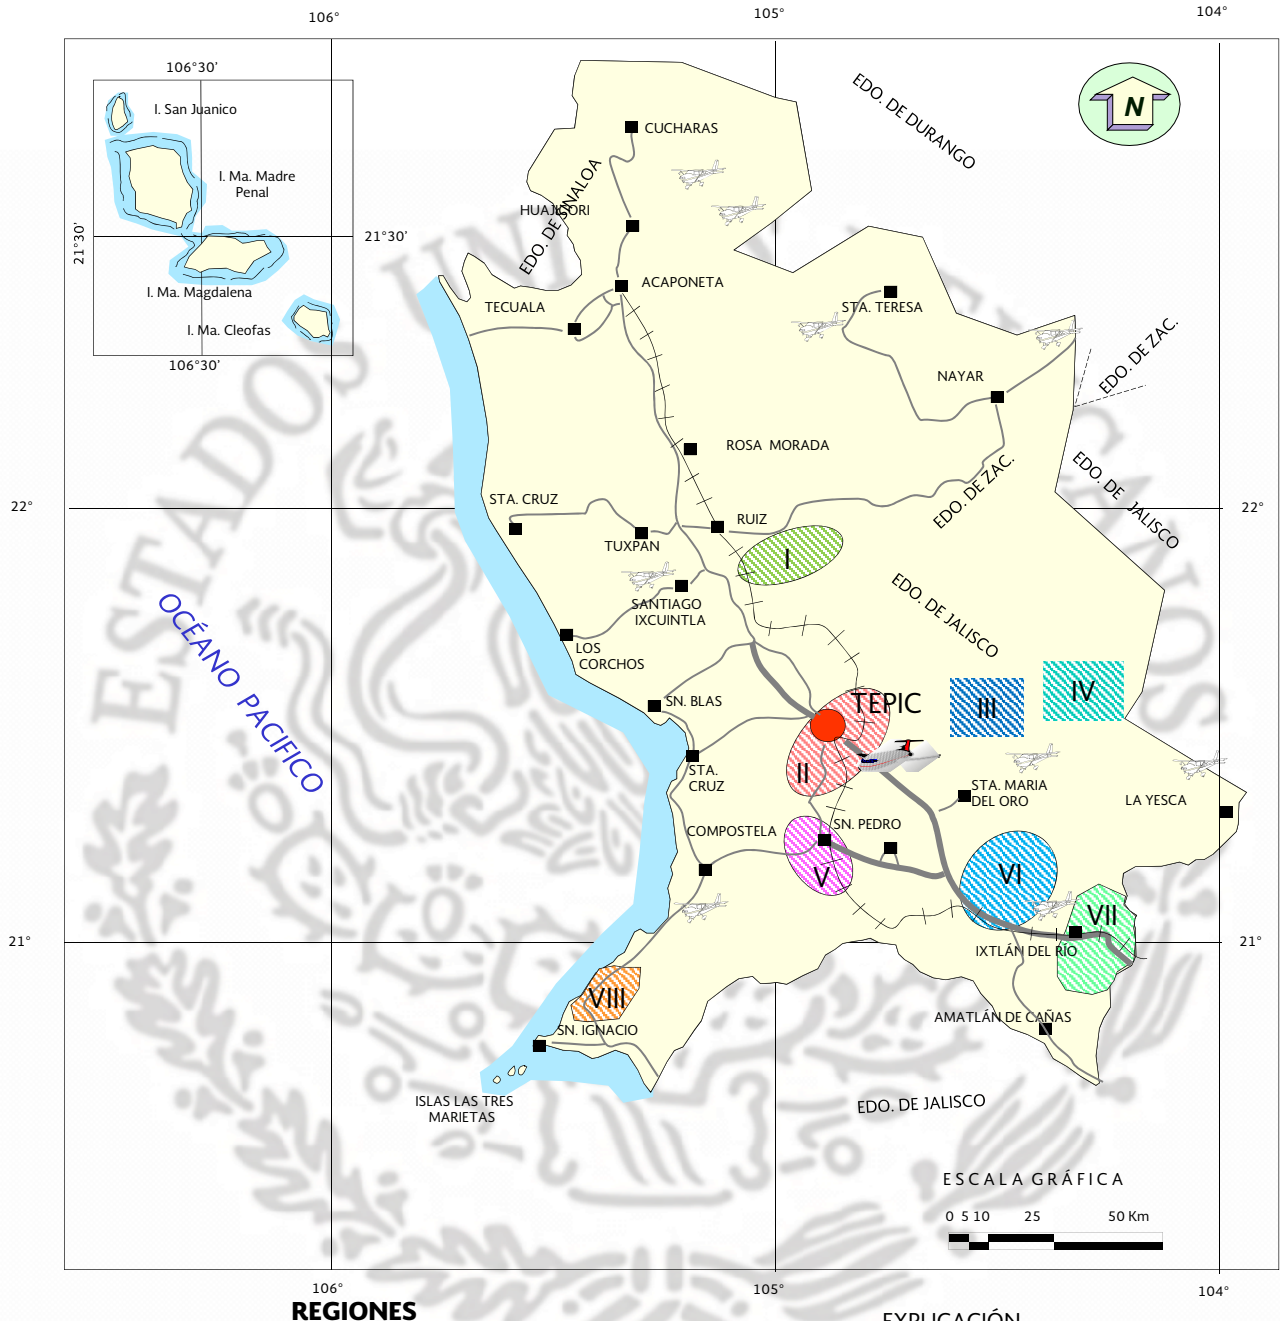 106°
105°
104°
106°30'
I. San Juanico
I. Ma. Madre
Penal
21°30'
21°30'
I. Ma. Magdalena
I. Ma. Cleofas
106°30'
N
EDO. DE DURANGO
CUCHARAS
EDO. DE SINALOA
HUAJICORI
ACAPONETA
TECUALA
STA. TERESA
EDO. DE ZAC.
NAYAR
ROSA MORADA
EDO. DE ZAC.
EDO. DE JALISCO
STA. CRUZ
22°
22°
RUIZ
TUXPAN
I
SANTIAGO
IXCUINTLA
EDO. DE JALISCO
OCÉANO PACIFICO
LOS
CORCHOS
SN. BLAS
TEPIC
III
IV
STA.
CRUZ
II
STA. MARIA
DEL ORO
LA YESCA
COMPOSTELA
SN. PEDRO
V
VI
VII
21°
21°
IXTLÁN DEL RÍO
VIII
SN. IGNACIO
AMATLÁN DE CAÑAS
ISLAS LAS TRES
MARIETAS
EDO. DE JALISCO
ESCALA GRÁFICA
0 5 10 25 50 Km
106°
105°
104°
REGIONES
EXPLICACIÓN
ESTADOS UNIDOS MEXICANOS